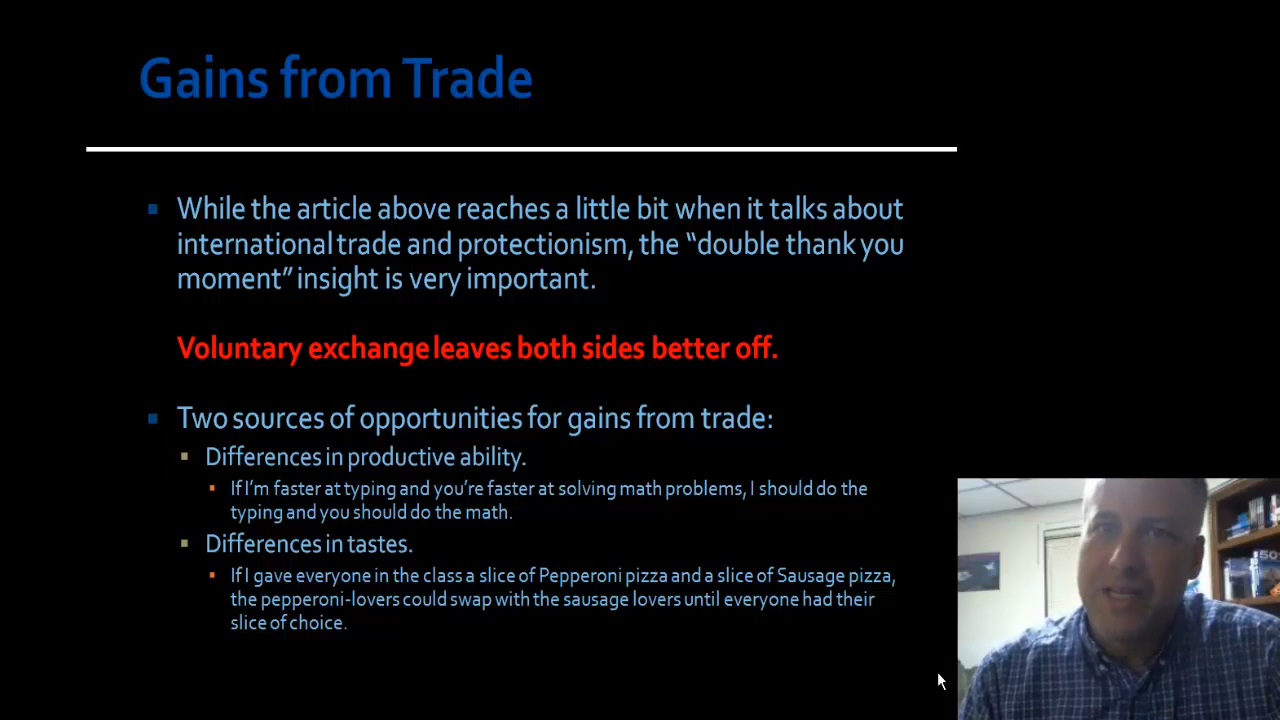 Gains from Trade
While the article above reaches a little bit when it talks about
international trade and protectionism, the “double thank you
moment” insight is very important.
Voluntary exchange leaves both sides better off.
Two sources of opportunities for gains from trade:
Differences in productive ability.
If I’m faster at typing and you’re faster at solving math problems, I should do the
typing and you should do the math.
Differences in tastes.
If I gave everyone in the class a slice of Pepperoni pizza and a slice of Sausage pizza,
the pepperoni-lovers could swap with the sausage lovers until everyone had their
slice of choice.